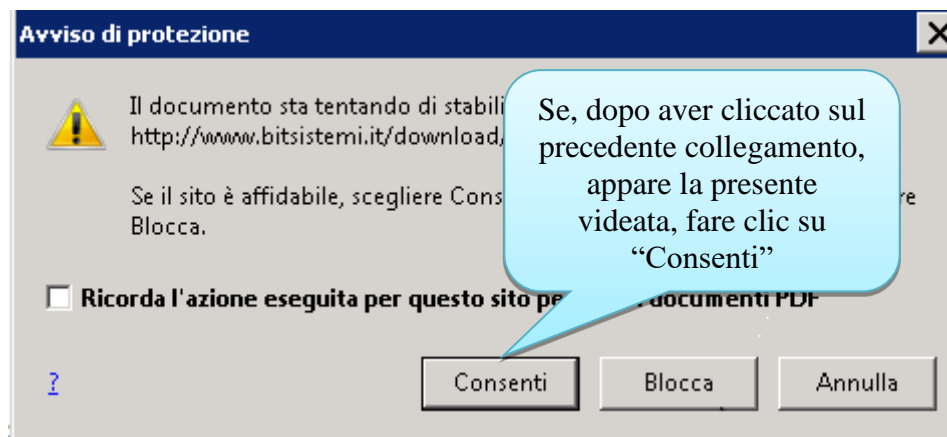 Avviso di protezione
Il documento sta tentando di stabili
http://www.bitsistemi.it/download/
Se il sito è affidabile, scegliere Cons re
Blocca.
Se, dopo aver cliccato sul
precedente collegamento,
appare la presente
videata, fare clic su
“Consenti”
Ricorda l'azione eseguita per questo sito pe documenti PDF
?
Consenti
Blocca
Annulla